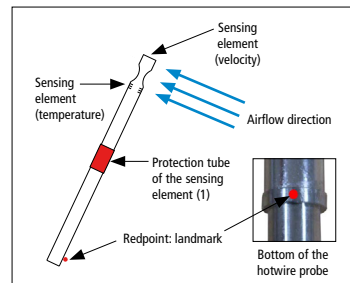 Sensing
element
(velocity)
Sensing
element
(temperature)
Airflow direction
Protection tube
of the sensing
element (1)
Redpoint: landmark
Bottom of the
hotwire probe